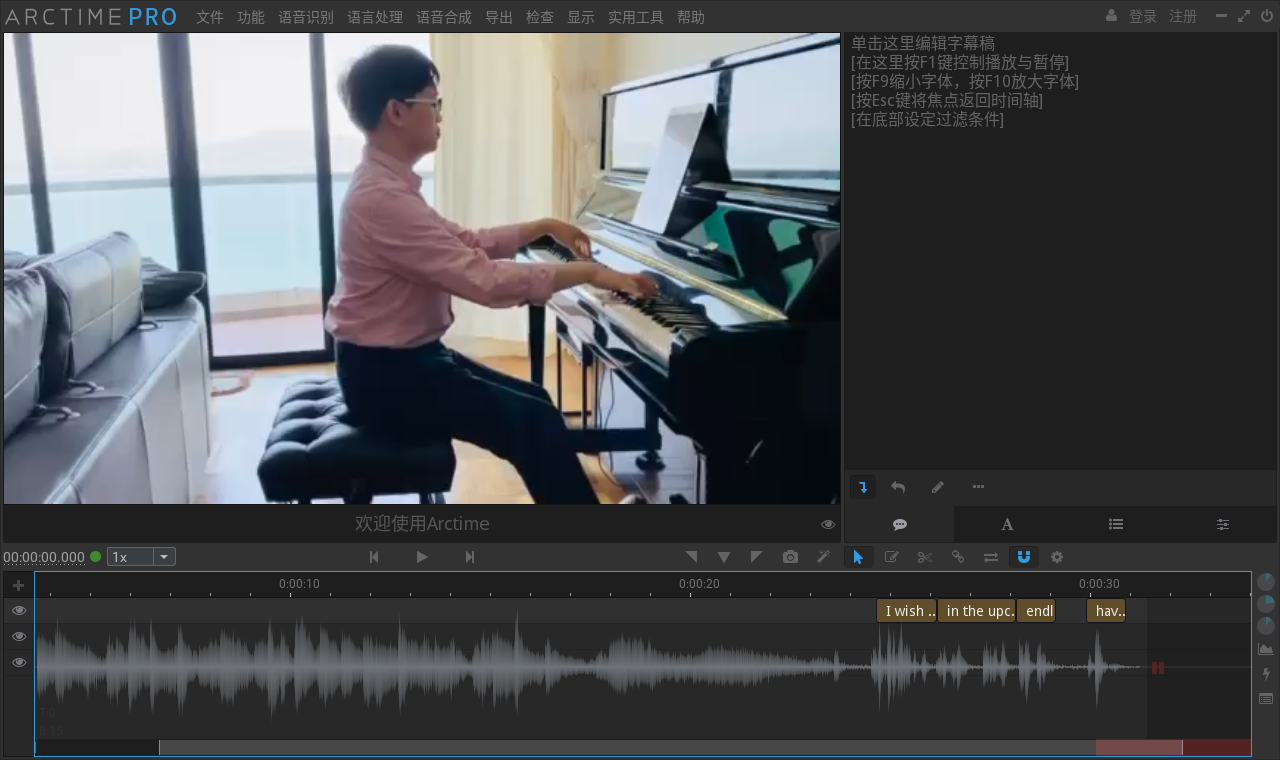 ARCTIME PRO 文件 功能 语音识别 语言处理 语音合成 导出 检查 显示 实用工具 帮助 登录 注册
单击这里编辑字幕稿
[在这里按F1键控制播放与暂停]
[按F9缩小字体，按F10放大字体]
[按Esc键将焦点返回时间轴]
[在底部设定过滤条件]
欢迎使用Arctime
A
00:00:00.000 1x
0:00:10 0:00:20 0:00:30
I wish .. in the upc.. endl hav..
T:0